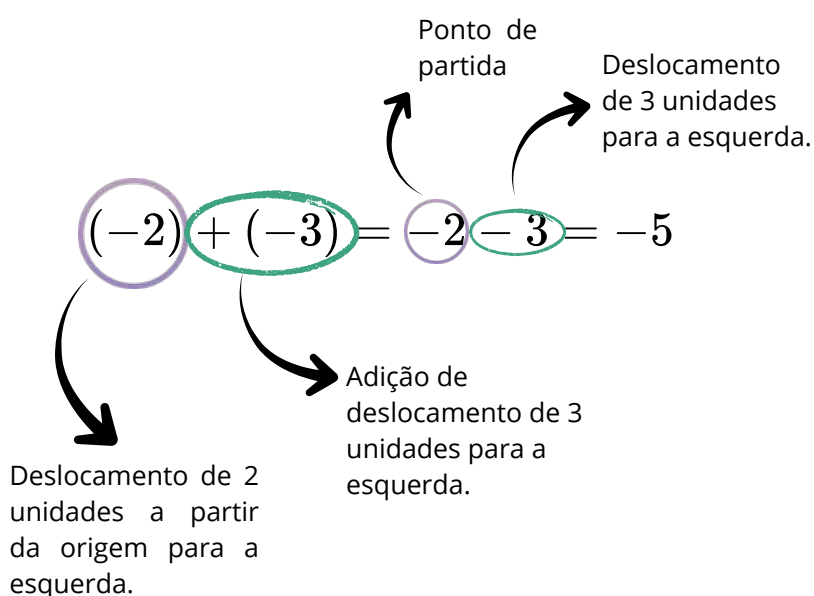 Ponto de
partida
Deslocamento
de 3 unidades
para a esquerda.
(−2) + (−3) = −2 − 3 = −5
Adição de
deslocamento de 3
unidades para a
esquerda.
Deslocamento de 2
unidades a partir
da origem para a
esquerda.